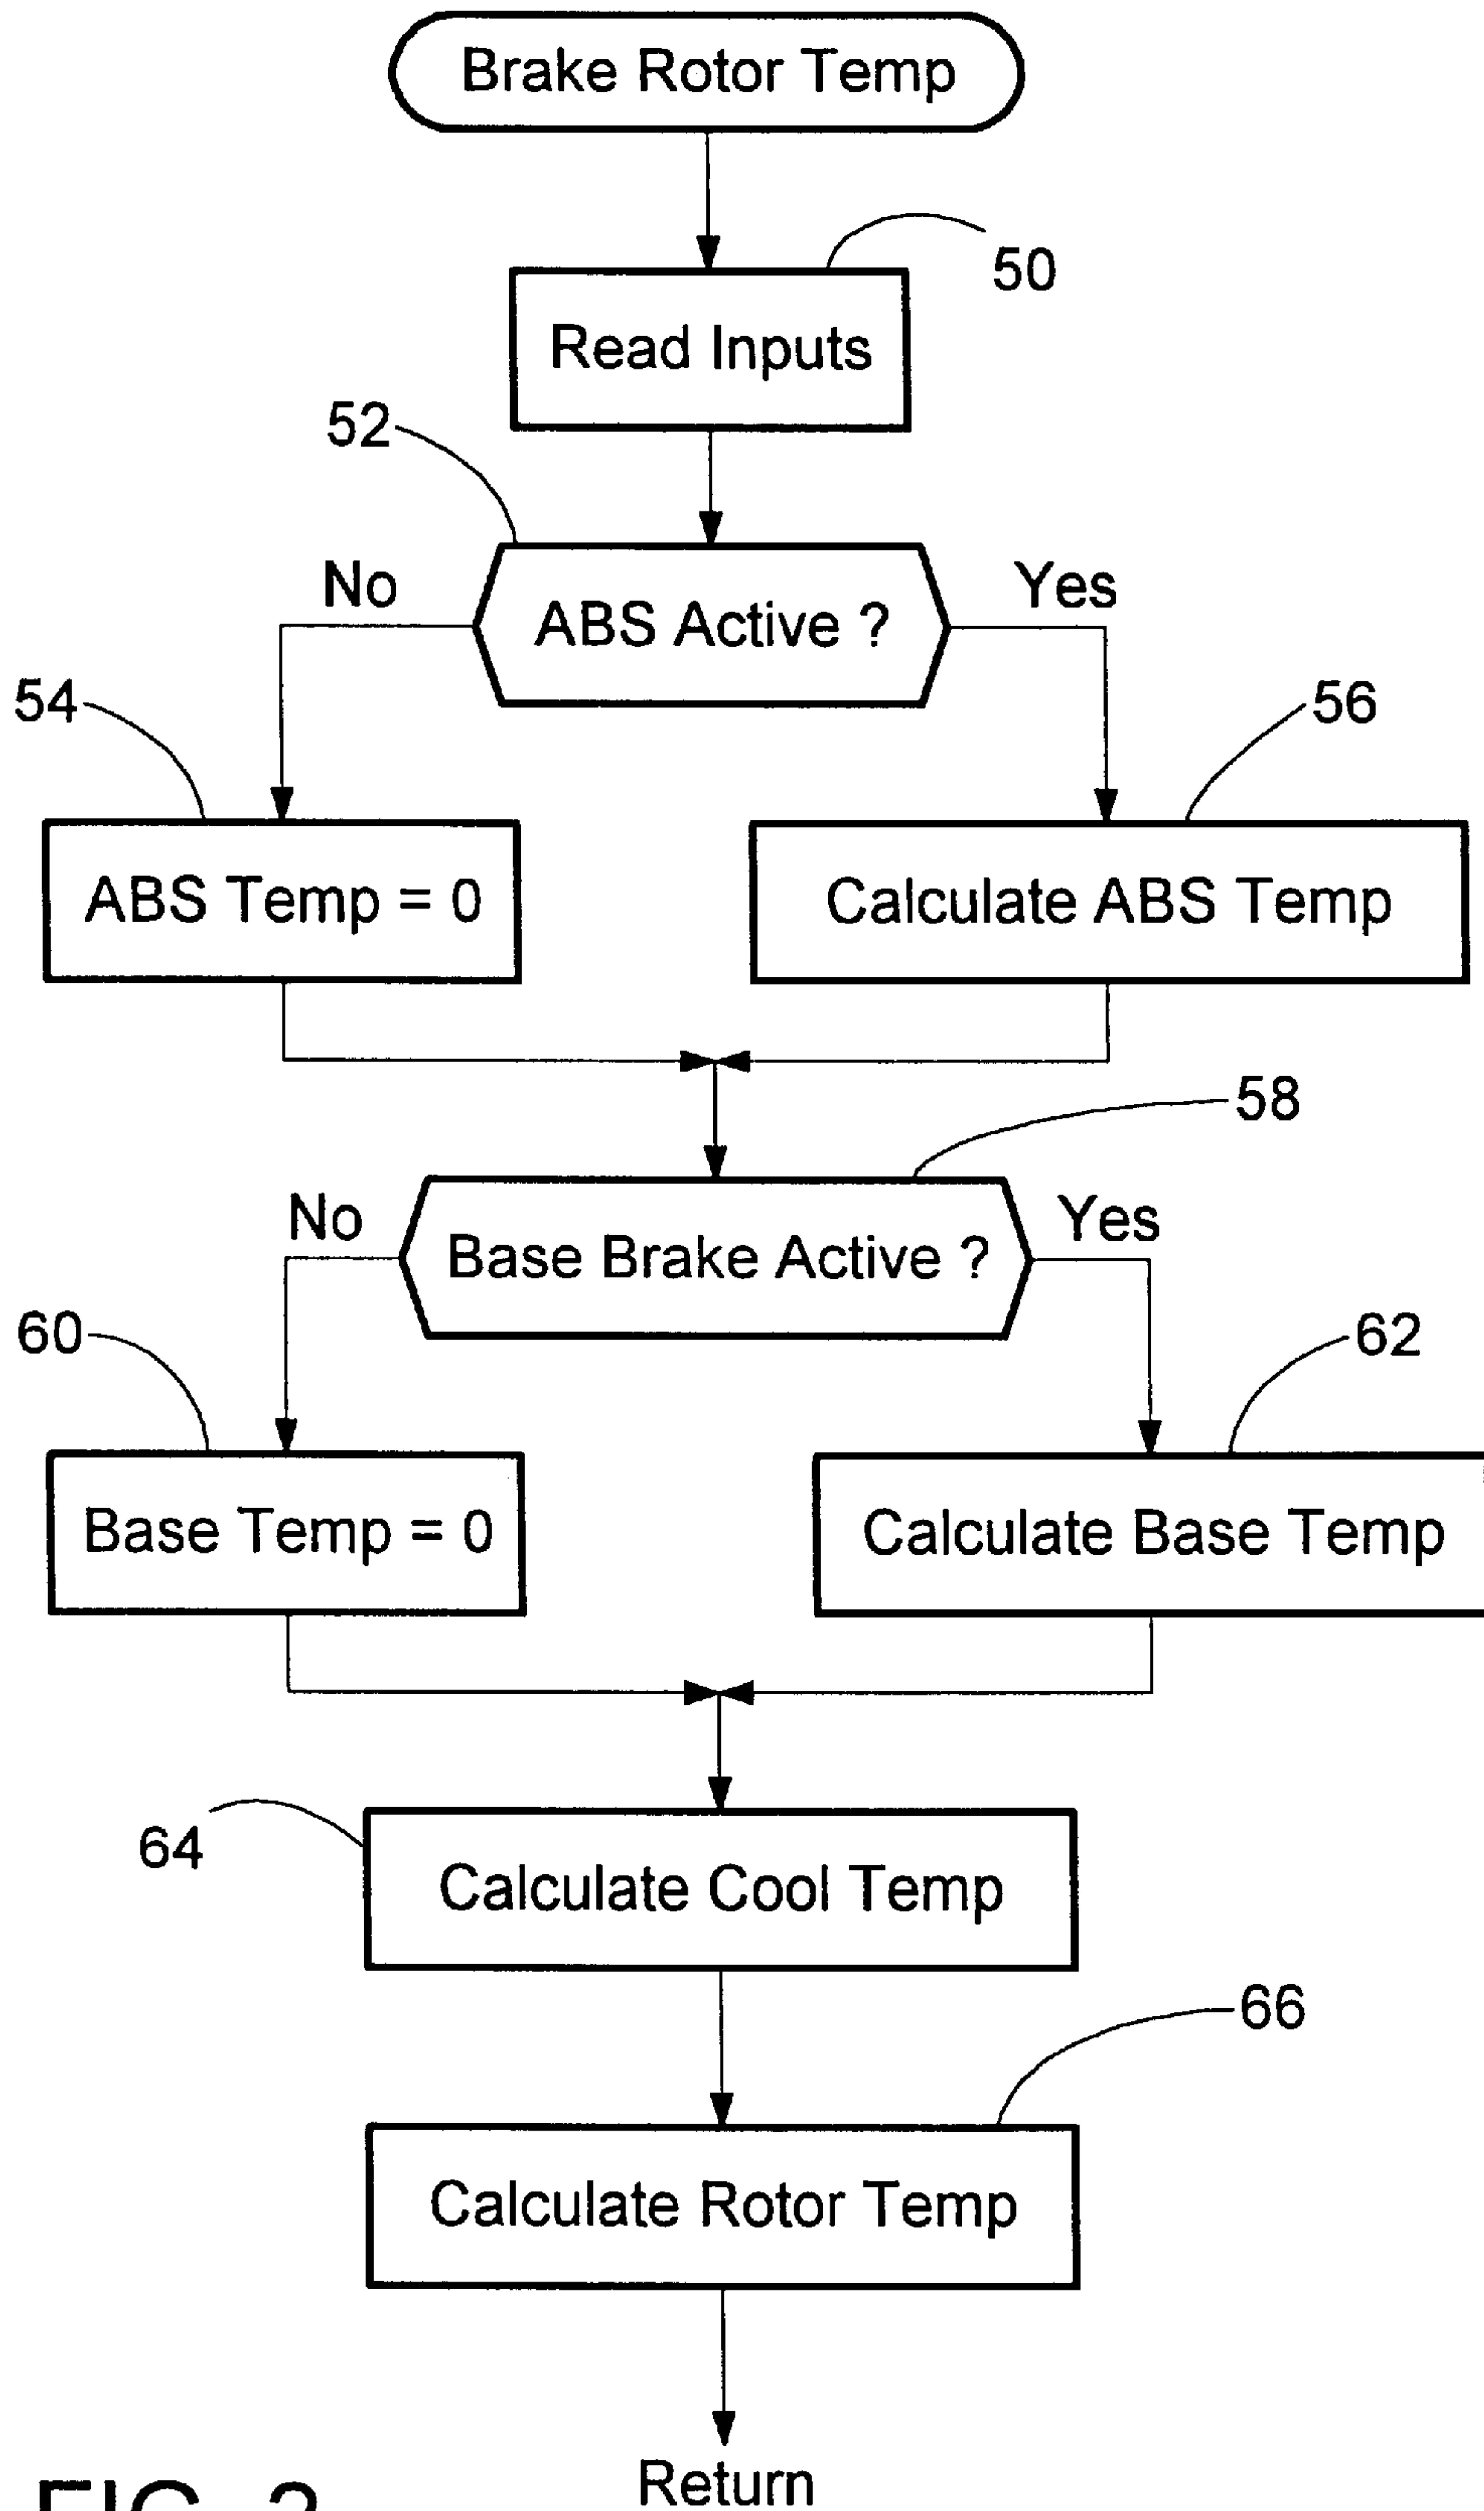 Brake Rotor Temp
50
Read Inputs
52
No
Yes
ABS Active ?
54
56
ABS Temp = 0
Calculate ABS Temp
58
No
Yes
Base Brake Active ?
60
62
Base Temp = 0
Calculate Base Temp
64
Calculate Cool Temp
66
Calculate Rotor Temp
Return
FIG. 2